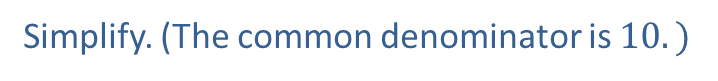 Simplify. (The common denominator is 10.)